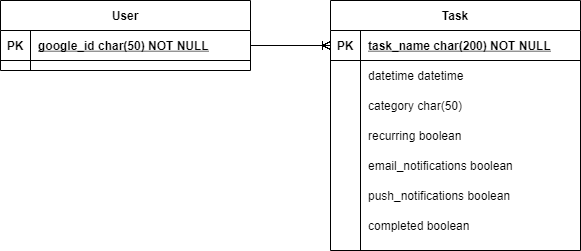 User
PK google_id char(50) NOT NULL
Task
PK task_name char(200) NOT NULL
datetime datetime
category char(50)
recurring boolean
email_notifications boolean
push_notifications boolean
completed boolean